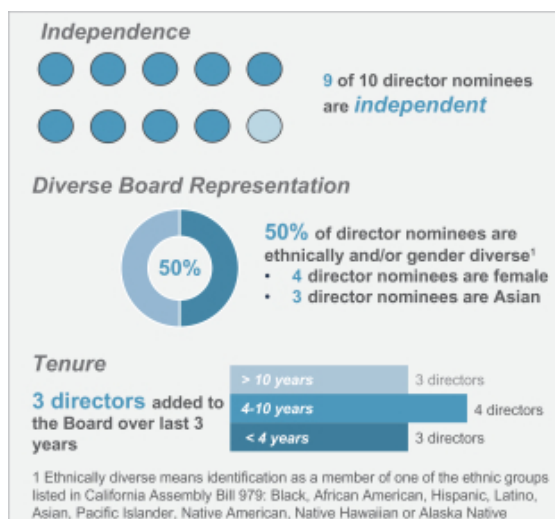 Independence
9 of 10 director nominees
are independent
Diverse Board Representation
50%
50% of director nominees are
ethnically and/or gender diverse¹
• 4 director nominees are female
• 3 director nominees are Asian
Tenure
3 directors added to
the Board over last 3
years
> 10 years 3 directors
4-10 years 4 directors
< 4 years 3 directors
1 Ethnically diverse means identification as a member of one of the ethnic groups
listed in California Assembly Bill 979: Black, African American, Hispanic, Latino,
Asian, Pacific Islander, Native American, Native Hawaiian or Alaska Native